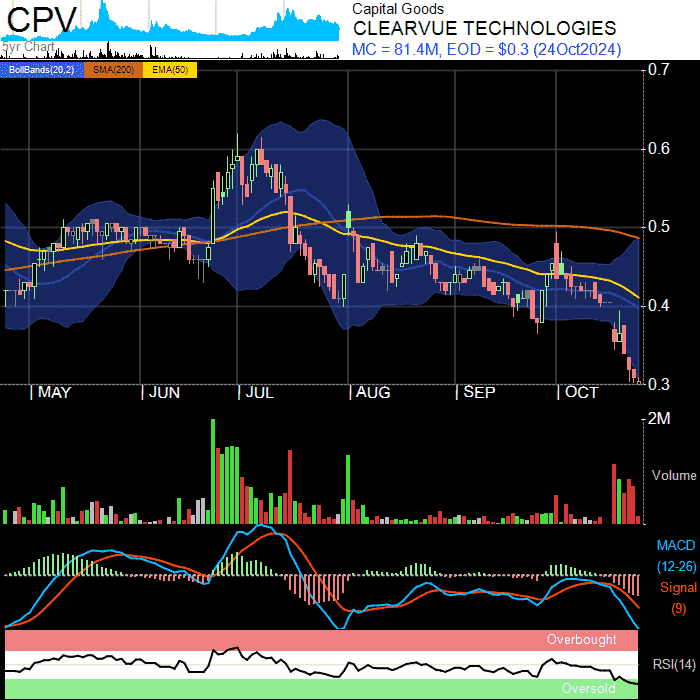 CPV
5yr Chart
Capital Goods
CLEARVUE TECHNOLOGIES
MC = 81.4M, EOD = $0.3 (24Oct2024)
BollBands(20,2) SMA(200) EMA(50)
0.7
0.6
0.5
0.4
0.3
MAY JUN JUL AUG SEP OCT
2M
Volume
MACD
(12-26)
Signal
(9)
Overbought
RSI(14)
Oversold